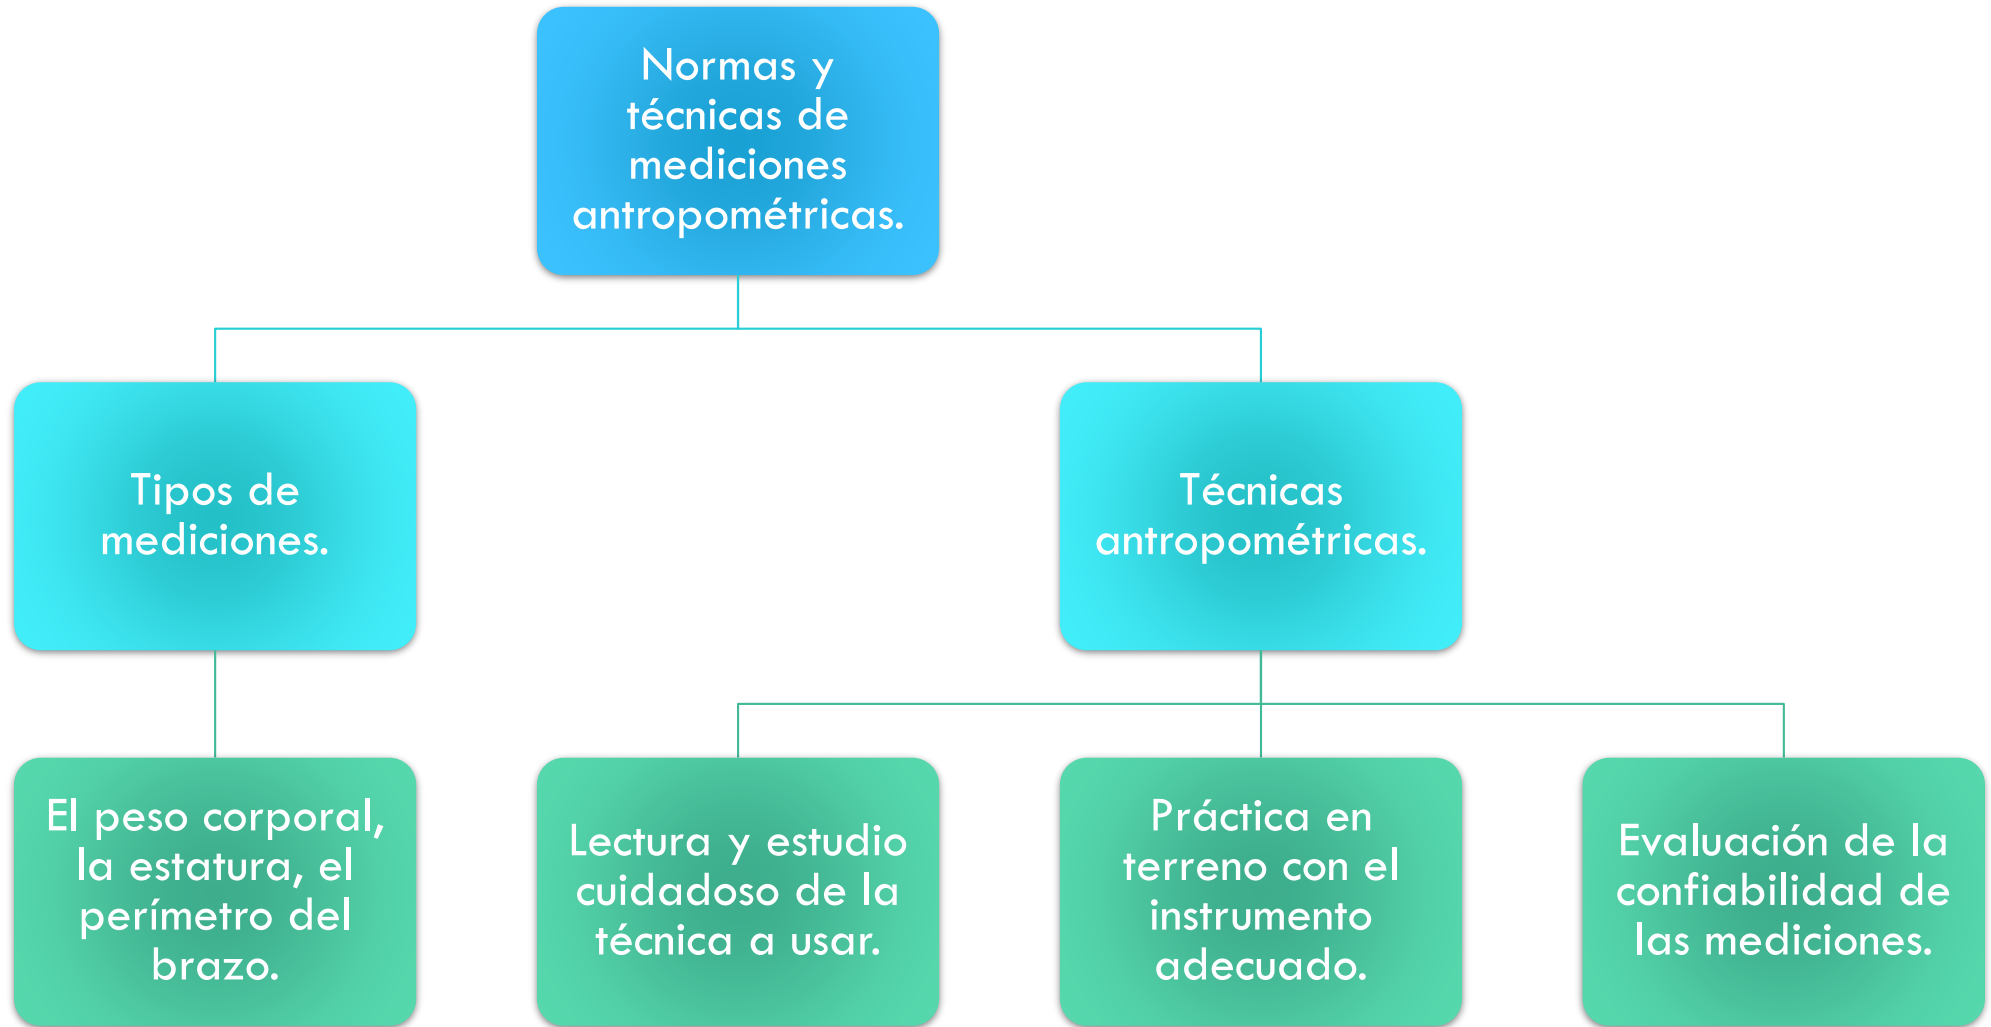 Normas y
técnicas de
mediciones
antropométricas.
Tipos de
mediciones.
Técnicas
antropométricas.
El peso corporal,
la estatura, el
perímetro del
brazo.
Lectura y estudio
cuidadoso de la
técnica a usar.
Práctica en
terreno con el
instrumento
adecuado.
Evaluación de la
confiabilidad de
las mediciones.